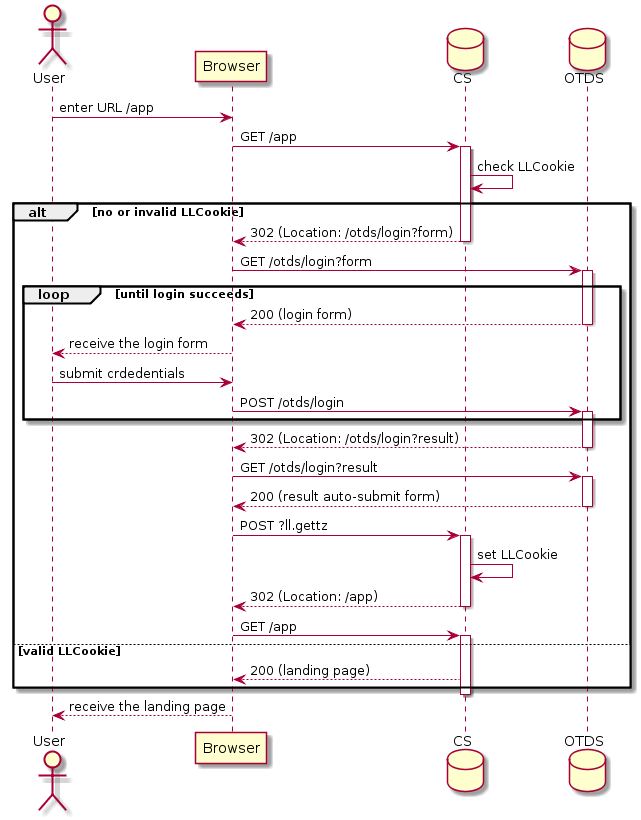 User
Browser
CS
OTDS
enter URL /app
GET /app
check LLCookie
alt
[no or invalid LLCookie]
302 (Location: /otds/login?form)
GET /otds/login?form
loop
[until login succeeds]
200 (login form)
receive the login form
submit crdedentials
POST /otds/login
302 (Location: /otds/login?result)
GET /otds/login?result
200 (result auto-submit form)
POST ?ll.gettz
set LLCookie
302 (Location: /app)
GET /app
[valid LLCookie]
200 (landing page)
receive the landing page
User
Browser
CS
OTDS